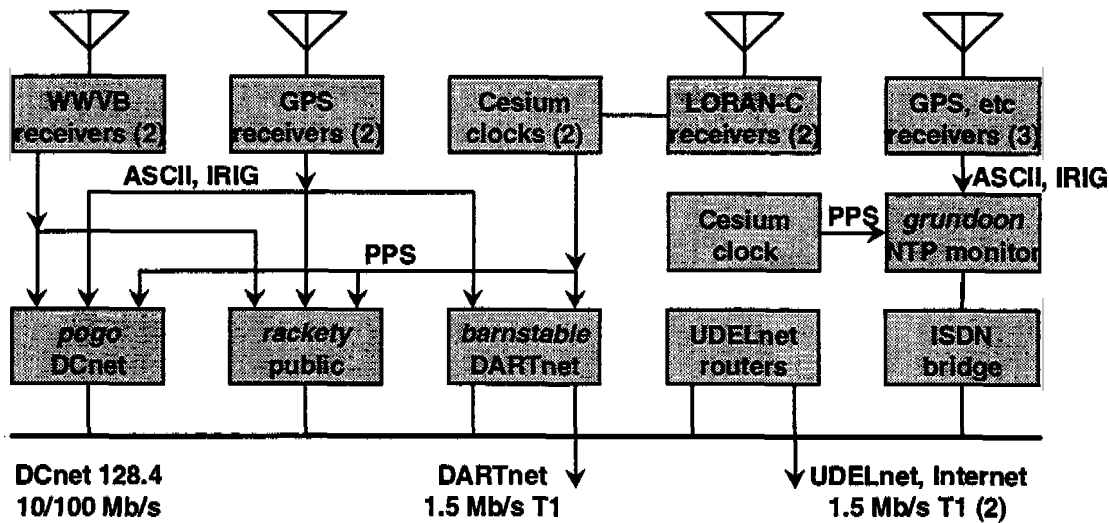 WWVB
receivers (2)
GPS
receivers (2)
Cesium
clocks (2)
LORAN-C
receivers (2)
GPS, etc
receivers (3)
ASCII, IRIG
ASCII, IRIG
Cesium
clock
PPS
grundoon
NTP monitor
PPS
pogo
DCnet
rackety
public
barnstable
DARTnet
UDELnet
routers
ISDN
bridge
DCnet 128.4
10/100 Mb/s
DARTnet
1.5 Mb/s T1
UDELnet, Internet
1.5 Mb/s T1 (2)